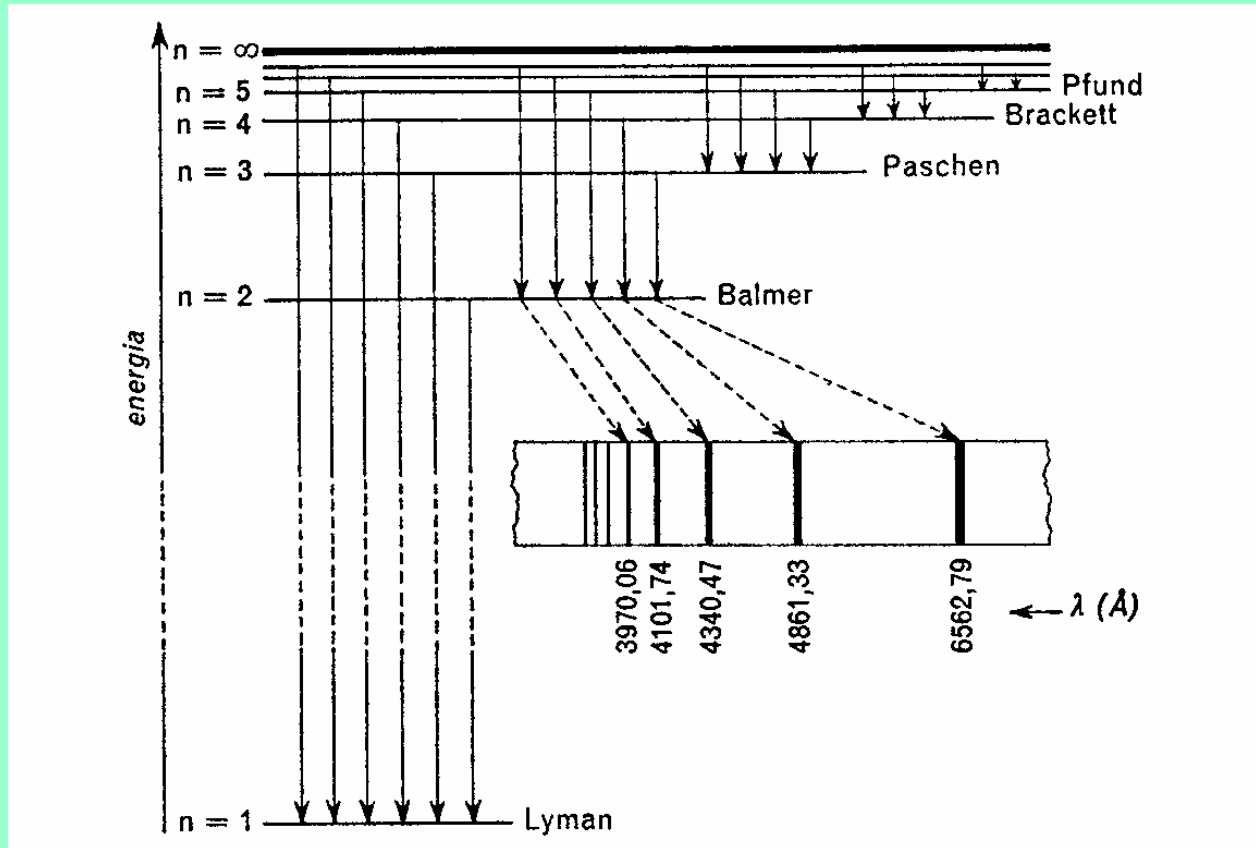 n = ∞
n = 5
Pfund
n = 4
Brackett
n = 3
Paschen
n = 2
Balmer
energia
3970,06
4101,74
4340,47
4861,33
6562,79
λ (Å)
n = 1
Lyman